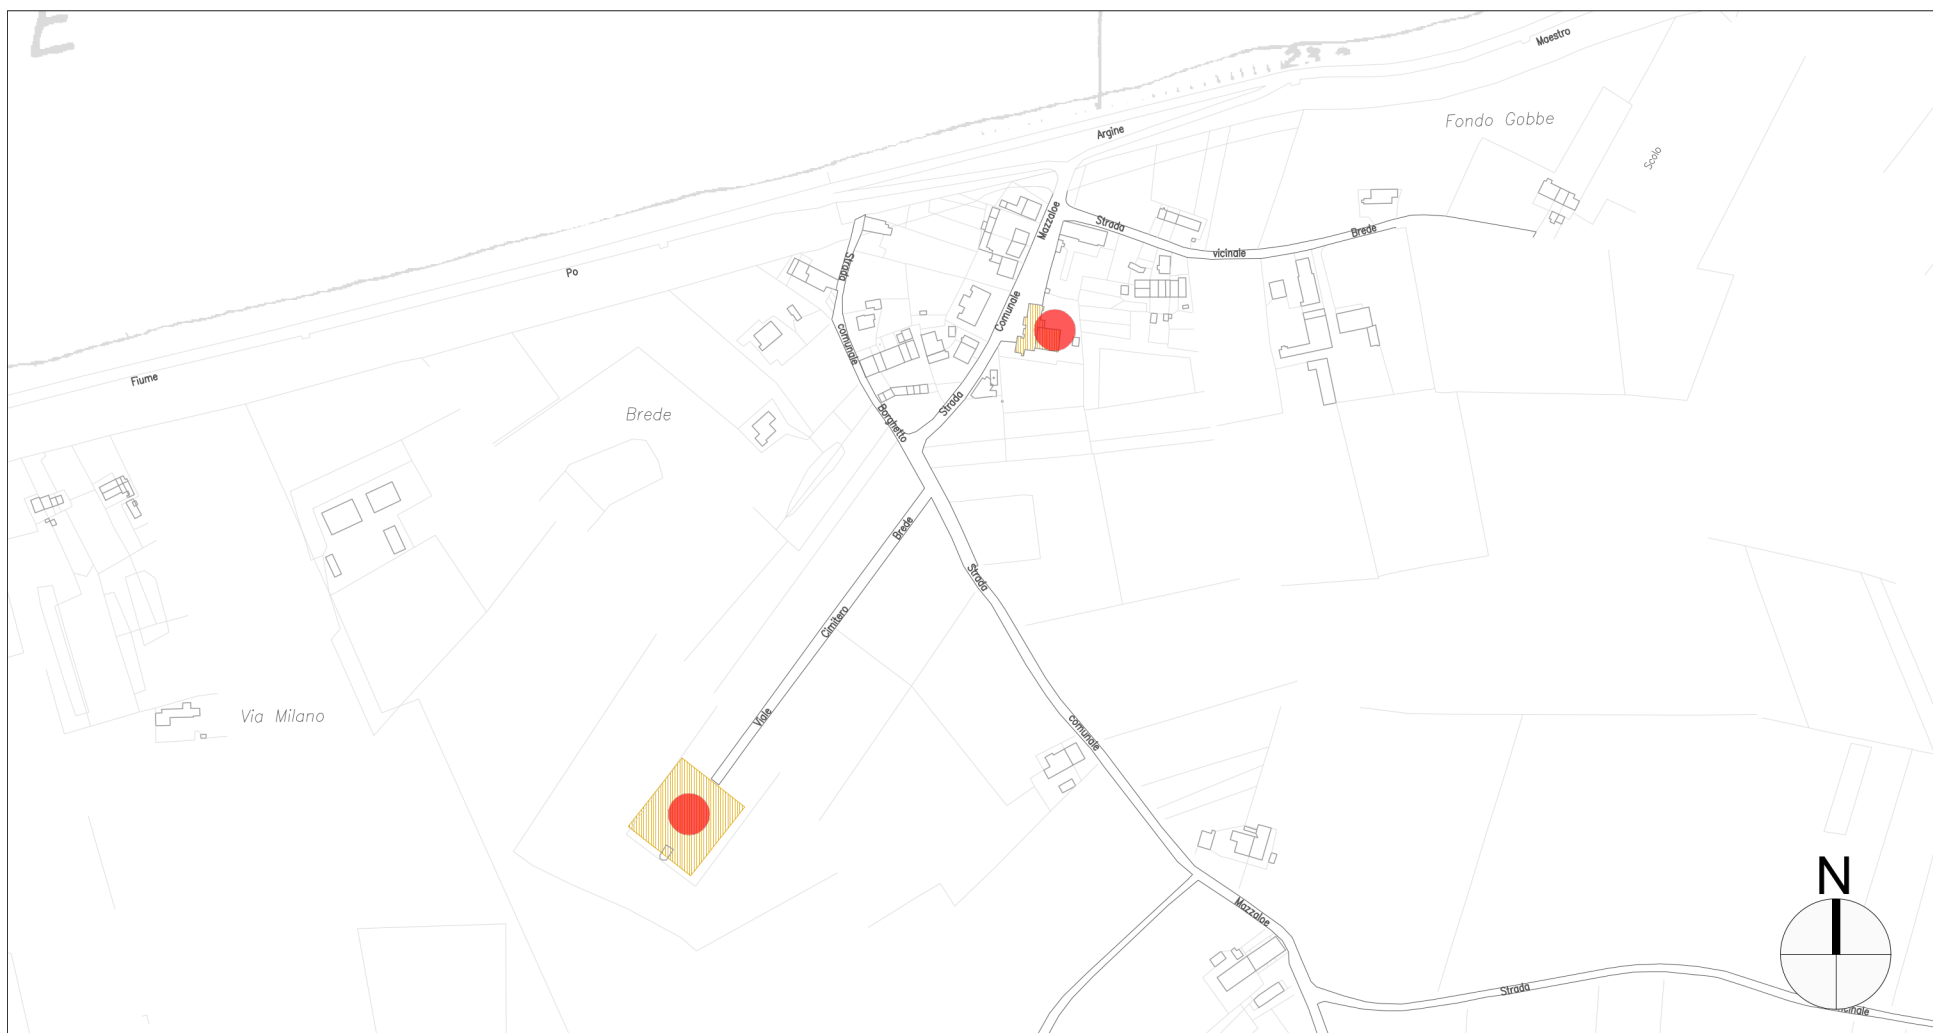 E
Maestro
Argine
Fondo Gobbe
Scolo
Mazzaloe
Strada
Brede
vicinale
Strada
Po
Comunale
comunale
Fiume
Strada
Brede
Borghetto
Brede
Strada
Cimitero
Viale
Via Milano
comunale
N
Mazzaloe
Strada